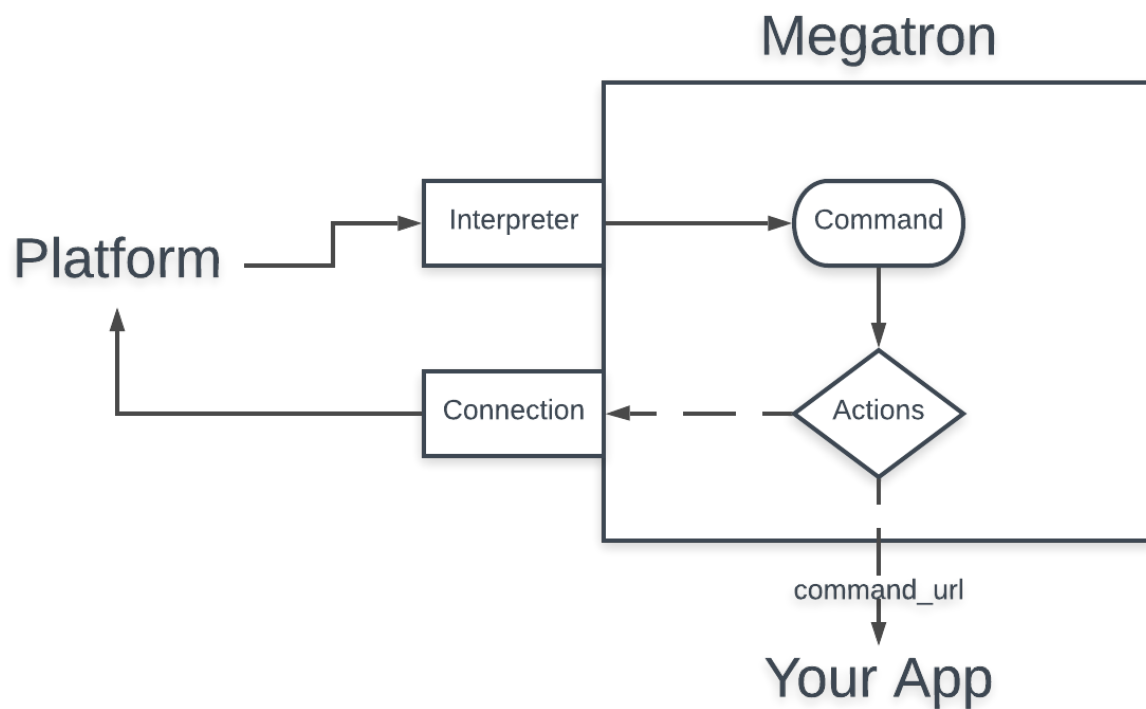 Megatron
Interpreter
Command
Platform
Connection
Actions
command_url
Your App